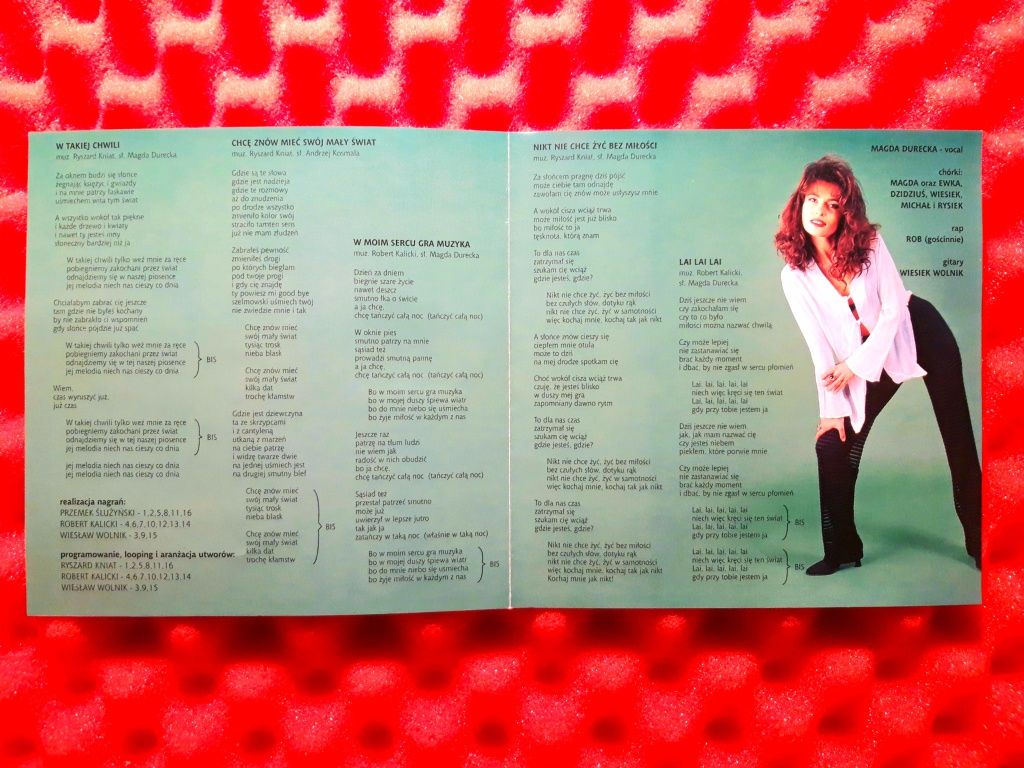 W TAKIEJ CHWILI
muz. Ryszard Kniat, sł. Magda Durecka
Za oknem budzi się słońce
żegnając księżyc i gwiazdy
i na mnie patrzy łaskawie
uśmiechem wita tym świat
A wszystko wokół tak piękne
i każde drzewo i kwiaty
i nawet ty jesteś inny
słoneczny bardziej niż ja
W takiej chwili tylko weź mnie za ręce
pobiegniemy zakochani przez świat
odnajdziemy się w tej naszej piosence
jej melodia niech nas cieszy co dnia
Chciałabym zabrać cię jeszcze
tam gdzie nie byłeś kochany
by nie zabrakło ci wspomnień
gdy słońce pójdzie już spać
W takiej chwili tylko weź mnie za ręce
pobiegniemy zakochani przez świat
odnajdziemy się w tej naszej piosence
jej melodia niech nas cieszy co dnia
BIS
Wiem,
czas wyruszyć już,
już czas
W takiej chwili tylko weź mnie za ręce
pobiegniemy zakochani przez świat
odnajdziemy się w tej naszej piosence
jej melodia niech nas cieszy co dnia
BIS
jej melodia niech nas cieszy co dnia
jej melodia niech nas cieszy co dnia
realizacja nagrań:
PRZEMEK ŚLUŻYŃSKI - 1,2,5,8,11,16
ROBERT KALICKI - 4,6,7,10,12,13,14
WIESŁAW WOLNIK - 3,9,15
programowanie, looping i aranżacja utworów:
RYSZARD KNIAT - 1,2,5,8,11,16
ROBERT KALICKI - 4,6,7,10,12,13,14
WIESŁAW WOLNIK - 3,9,15
CHCĘ ZNÓW MIEĆ SWÓJ MAŁY ŚWIAT
muz. Ryszard Kniat, sł. Andrzej Kosmala
Gdzie są te słowa
gdzie jest nadzieja
gdzie te rozmowy
aż do znudzenia
po drodze wszystko
zmieniło kolor swój
straciło tamten sens
już nie mam złudzeń
Zabrałeś pewność
zmieniłeś drogi
po których biegłam
pod twoje progi
i gdy cię znajdę
ty powiesz mi good bye
szelmowski uśmiech twój
nie zwiedzie mnie i tak
Chcę znów mieć
swój mały świat
tysiąc trosk
nieba blask
Chcę znów mieć
swój mały świat
kilka dat
trochę kłamstw
Gdzie jest dziewczyna
ta ze skrzypcami
i z cantyleną
utkaną z marzeń
na ciebie patrzę
i widzę twarze dwie
na jednej uśmiech jest
na drugiej smutny blef
Chcę znów mieć
swój mały świat
tysiąc trosk
nieba blask
Chcę znów mieć
swój mały świat
kilka dat
trochę kłamstw
BIS
W MOIM SERCU GRA MUZYKA
muz. Robert Kalicki, sł. Magda Durecka
Dzień za dniem
biegnie szare życie
nawet deszcz
smutno łka o świcie
a ja chcę,
chcę tańczyć całą noc (tańczyć całą noc)
W oknie pies
smutno patrzy na mnie
sąsiad też
prowadzi smutną pannę
a ja chcę,
chcę tańczyć całą noc (tańczyć całą noc)
Bo w moim sercu gra muzyka
bo w mojej duszy śpiewa wiatr
bo do mnie niebo się uśmiecha
bo żyje miłość w każdym z nas
Jeszcze raz
patrzę na tłum ludzi
nie wiem jak
radość w nich obudzić
bo ja chcę,
chcę tańczyć całą noc (tańczyć całą noc)
Sąsiad też
przestał patrzeć smutno
może już
uwierzył w lepsze jutro
tak jak ja
zatańczy w taką noc (właśnie w taką noc)
Bo w moim sercu gra muzyka
bo w mojej duszy śpiewa wiatr
bo do mnie niebo się uśmiecha
bo żyje miłość w każdym z nas
BIS
NIKT NIE CHCE ŻYĆ BEZ MIŁOŚCI
muz. Ryszard Kniat, sł. Magda Durecka
Za słońcem pragnę dziś pójść
może ciebie tam odnajdę
zawołam cię znów może usłyszysz mnie
A wokół cisza wciąż trwa
może miłość jest już blisko
bo miłość to ja
tęsknota, którą znam
To dla nas czas
zatrzymał się
szukam cię wciąż
gdzie jesteś, gdzie?
Nikt nie chce żyć, żyć bez miłości
bez czułych słów, dotyku rąk
nikt nie chce żyć, żyć w samotności
więc kochaj mnie, kochaj tak jak nikt
A słońce znów cieszy się
ciepłem mnie otula
może to dziś
na mej drodze spotkam cię
Choć wokół cisza wciąż trwa
czuję, że jesteś blisko
w duszy mej gra
zapomniany dawno rytm
To dla nas czas
zatrzymał się
szukam cię wciąż
gdzie jesteś, gdzie?
Nikt nie chce żyć, żyć bez miłości
bez czułych słów, dotyku rąk
nikt nie chce żyć, żyć w samotności
więc kochaj mnie, kochaj tak jak nikt
To dla nas czas
zatrzymał się
szukam cię wciąż
gdzie jesteś, gdzie?
Nikt nie chce żyć, żyć bez miłości
bez czułych słów, dotyku rąk
nikt nie chce żyć, żyć w samotności
więc kochaj mnie, kochaj tak jak nikt
Kochaj mnie jak nikt!
LAI LAI LAI
muz. Robert Kalicki,
sł. Magda Durecka
Dziś jeszcze nie wiem
czy zakochałam się
czy to co było
miłości można nazwać chwilą
Czy może lepiej
nie zastanawiać się
brać każdy moment
i dbać, by nie zgasł w sercu płomień
Lai, lai, lai, lai, lai
niech więc kręci się ten świat
Lai, lai, lai, lai, lai
gdy przy tobie jestem ja
Dziś jeszcze nie wiem
jak, jak mam nazwać cię
czy jesteś niebem
piekłem, które porwie mnie
Czy może lepiej
nie zastanawiać się
brać każdy moment
i dbać, by nie zgasł w sercu płomień
Lai, lai, lai, lai, lai
niech więc kręci się ten świat
Lai, lai, lai, lai, lai
gdy przy tobie jestem ja
BIS
Lai, lai, lai, lai, lai
niech więc kręci się ten świat
Lai, lai, lai, lai, lai
gdy przy tobie jestem ja
BIS
MAGDA DURECKA - vocal
chórki:
MAGDA oraz EWKA,
DZIDZIUŚ, WIESIEK,
MICHAŁ i RYSIEK
rap
ROB (gościnnie)
gitary
WIESIEK WOLNIK